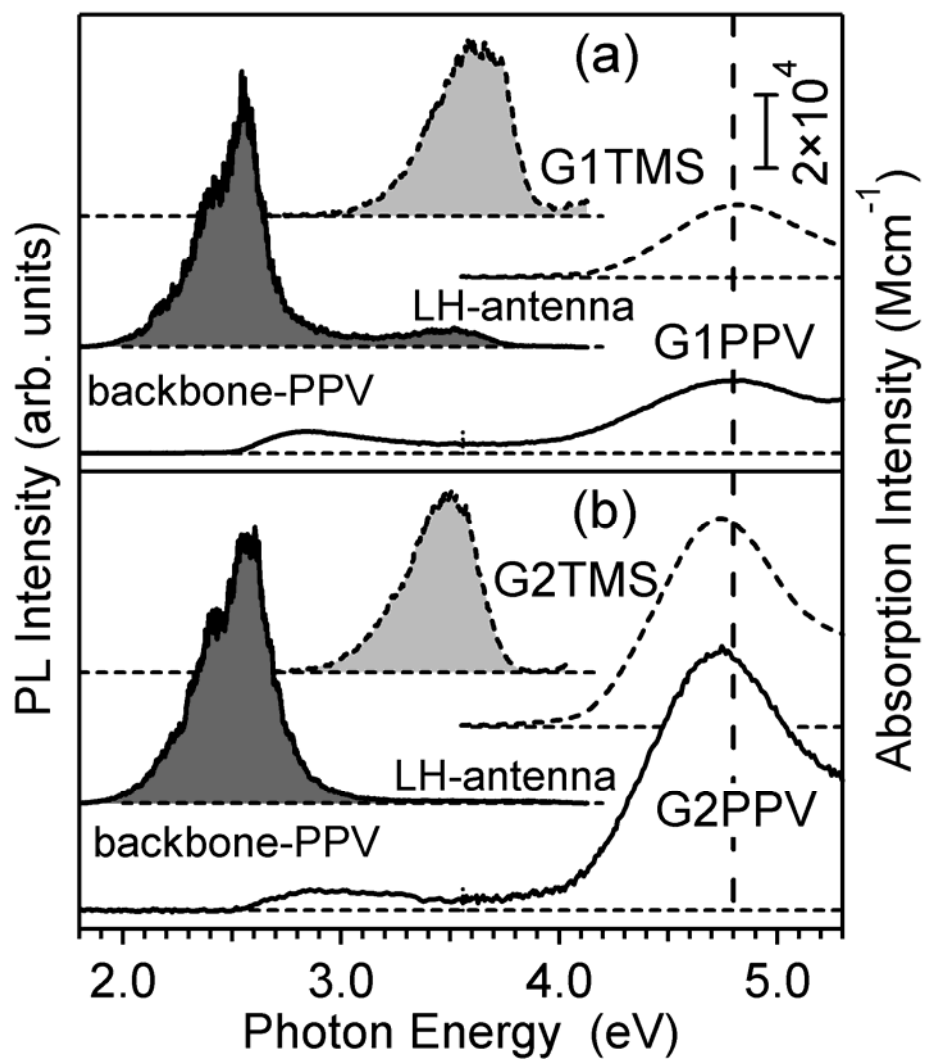 (a)
2×10⁴
G1TMS
LH-antenna
G1PPV
backbone-PPV
(b)
G2TMS
LH-antenna
G2PPV
backbone-PPV
PL Intensity (arb. units)
Absorption Intensity (Mcm⁻¹)
2.0 3.0 4.0 5.0
Photon Energy (eV)